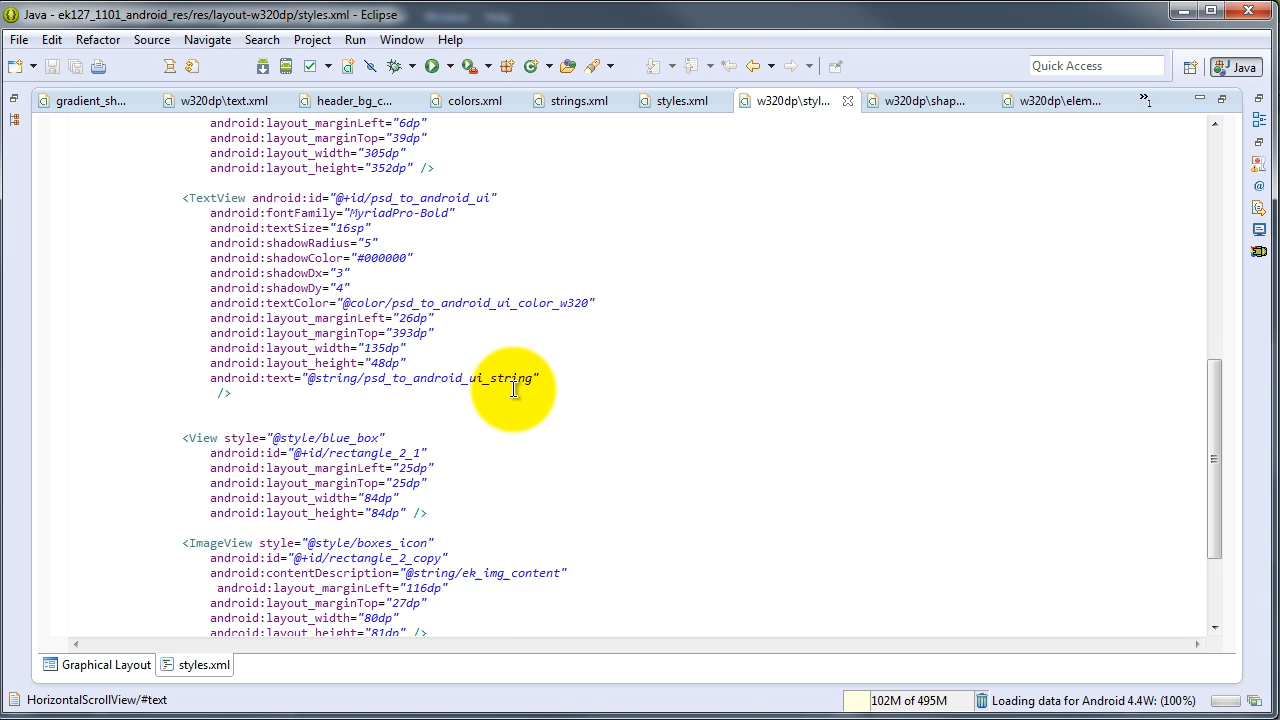 Java - ek127_1101_android_res/res/layout-w320dp/styles.xml - Eclipse
File Edit Refactor Source Navigate Search Project Run Window Help
Quick Access
Java
gradient_sh... w320dp\text.xml header_bg_c... colors.xml strings.xml styles.xml w320dp\styl... w320dp\shap... w320dp\elem... »1
android:layout_marginLeft="6dp"
android:layout_marginTop="39dp"
android:layout_width="305dp"
android:layout_height="352dp" />
<TextView android:id="@+id/psd_to_android_ui"
android:fontFamily="MyriadPro-Bold"
android:textSize="16sp"
android:shadowRadius="5"
android:shadowColor="#000000"
android:shadowDx="3"
android:shadowDy="4"
android:textColor="@color/psd_to_android_ui_color_w320"
android:layout_marginLeft="26dp"
android:layout_marginTop="393dp"
android:layout_width="135dp"
android:layout_height="48dp"
android:text="@string/psd_to_android_ui_string"
/>
<View style="@style/blue_box"
android:id="@+id/rectangle_2_1"
android:layout_marginLeft="25dp"
android:layout_marginTop="25dp"
android:layout_width="84dp"
android:layout_height="84dp" />
<ImageView style="@style/boxes_icon"
android:id="@+id/rectangle_2_copy"
android:contentDescription="@string/ek_img_content"
android:layout_marginLeft="116dp"
android:layout_marginTop="27dp"
android:layout_width="80dp"
android:layout_height="81dp" />
Graphical Layout styles.xml
HorizontalScrollView/#text
102M of 495M
Loading data for Android 4.4W: (100%)